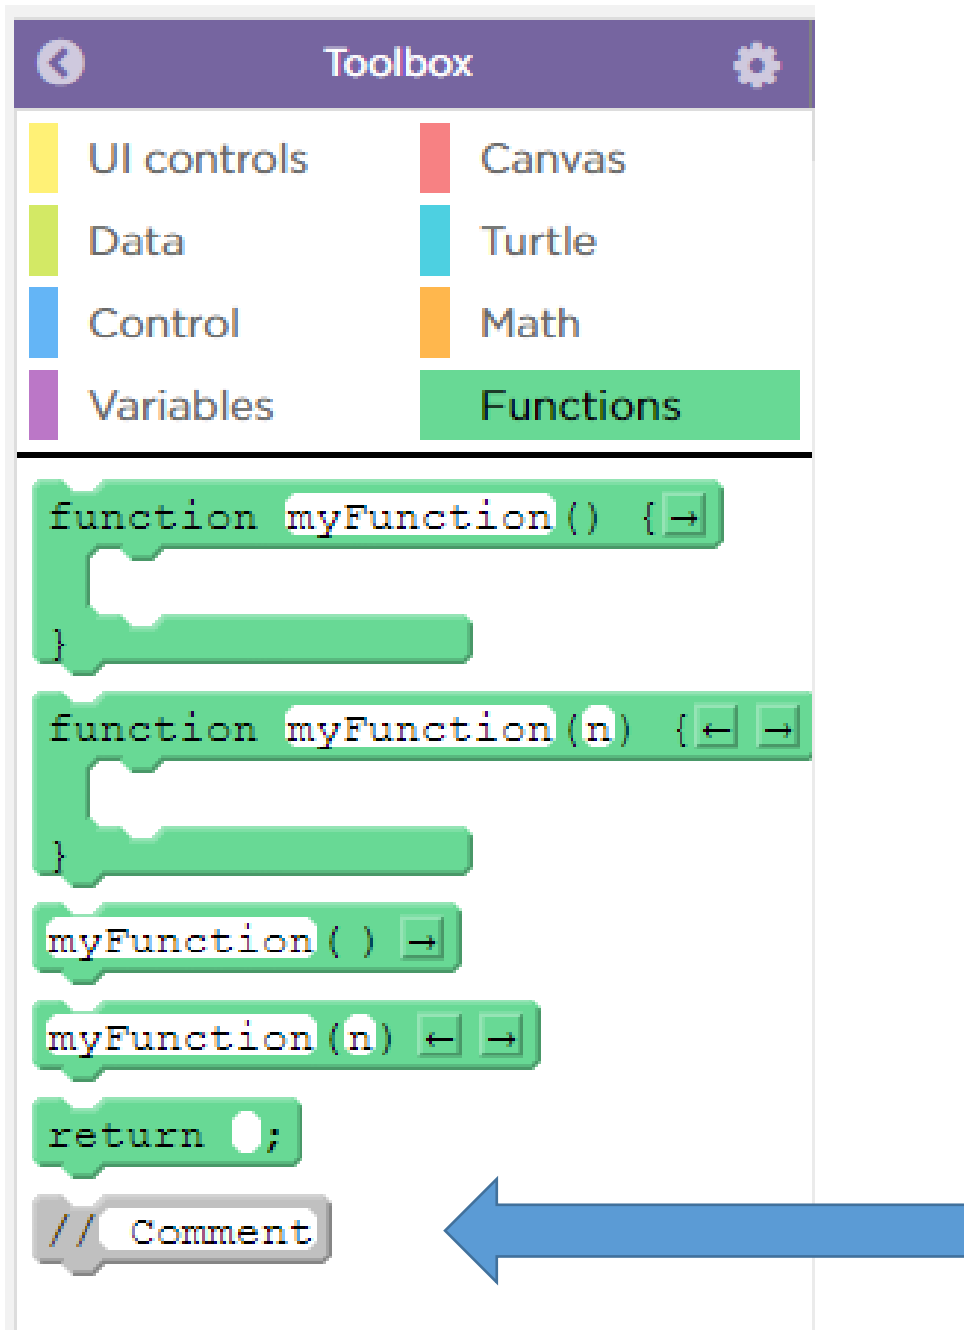 Toolbox
UI controls
Canvas
Data
Turtle
Control
Math
Variables
Functions
function myFunction() {→
}
function myFunction(n) {← →
}
myFunction() →
myFunction(n) ← →
return ;
// Comment